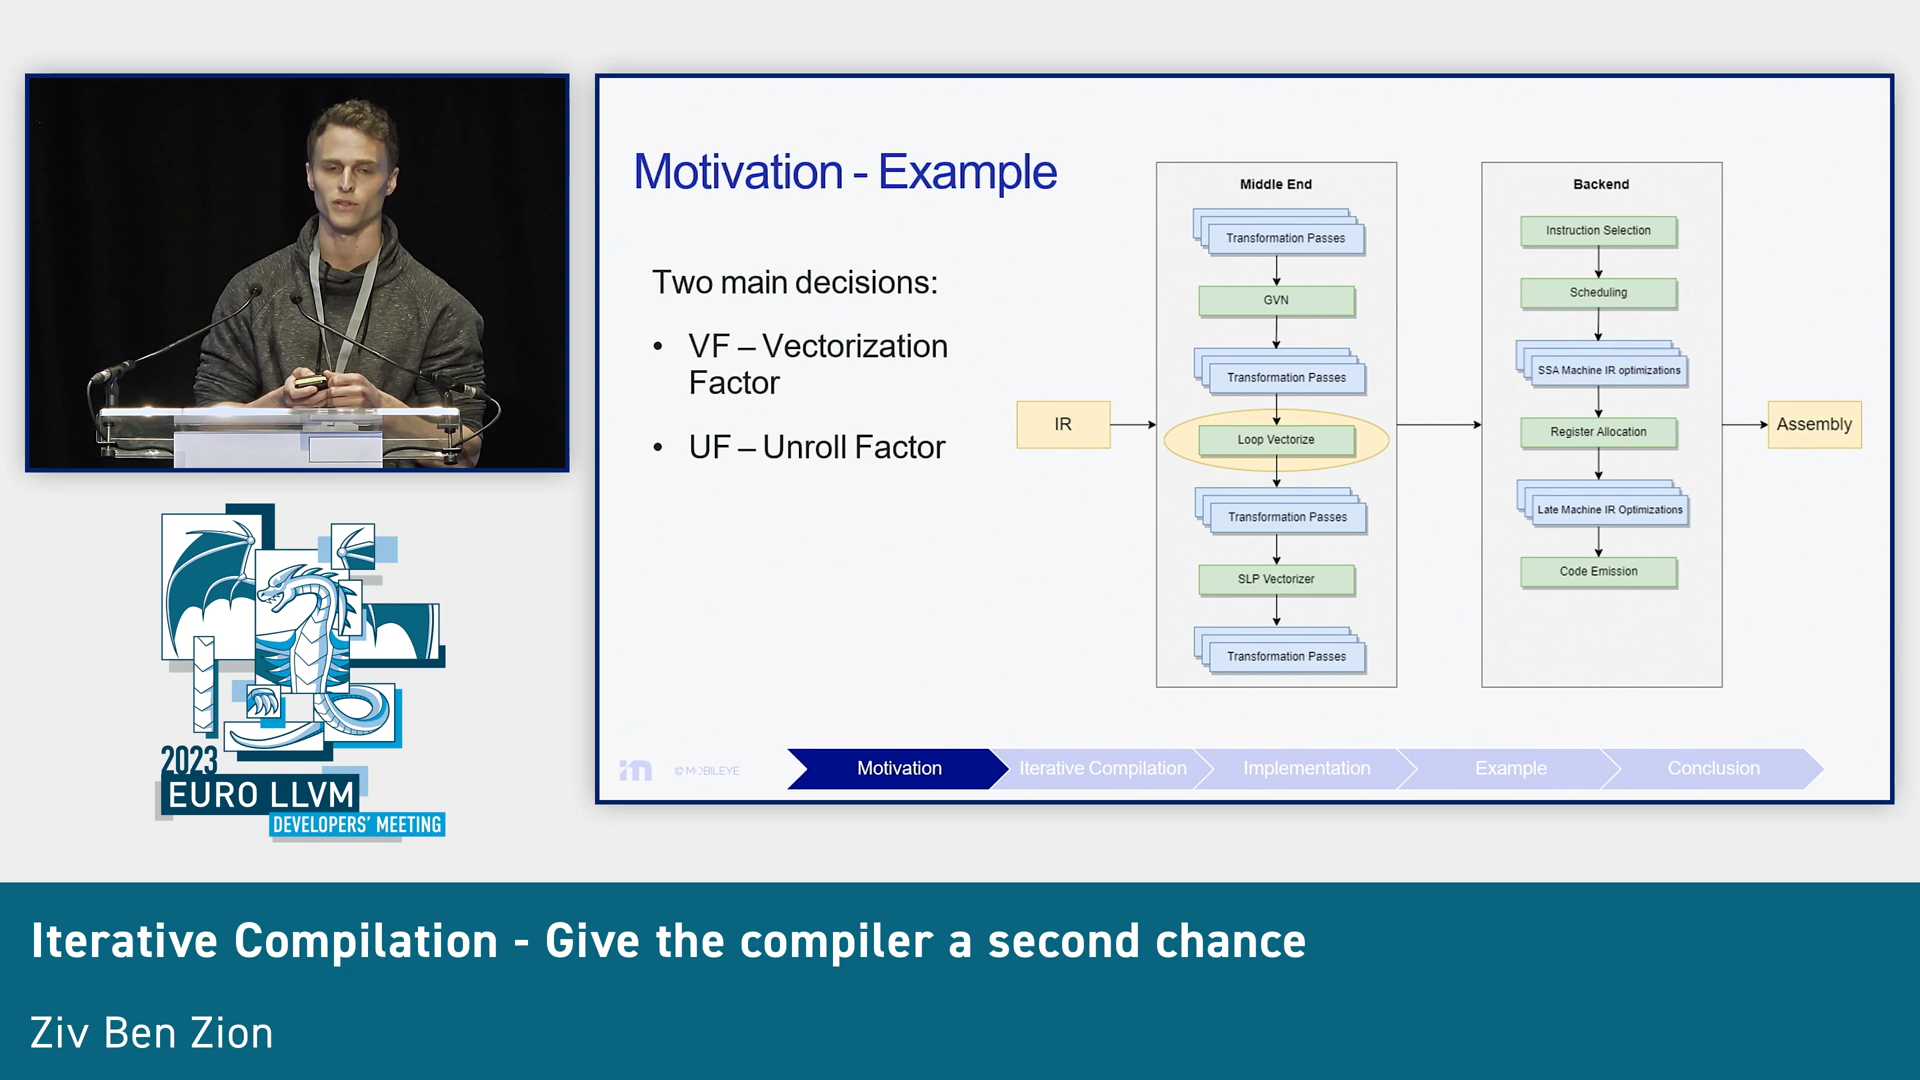 Motivation - Example
Two main decisions:
• VF – Vectorization
Factor
• UF – Unroll Factor
IR
Middle End
Transformation Passes
GVN
Transformation Passes
Loop Vectorize
Transformation Passes
SLP Vectorizer
Transformation Passes
Backend
Instruction Selection
Scheduling
SSA Machine IR optimizations
Register Allocation
Late Machine IR Optimizations
Code Emission
Assembly
MOBILEYE
Motivation
Iterative Compilation
Implementation
Example
Conclusion
2023
EURO LLVM
DEVELOPERS' MEETING
Iterative Compilation - Give the compiler a second chance
Ziv Ben Zion